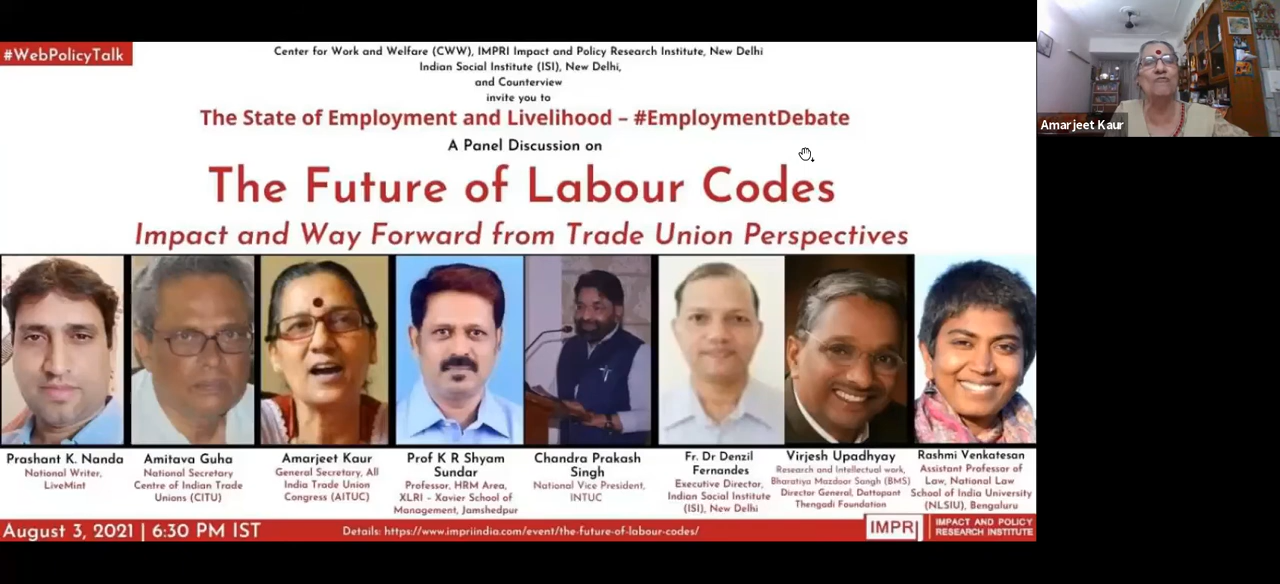 #WebPolicyTalk
Center for Work and Welfare (CWW), IMPRI Impact and Policy Research Institute, New Delhi
Indian Social Institute (ISI), New Delhi,
and Counterview
invite you to
The State of Employment and Livelihood – #EmploymentDebate
A Panel Discussion on
The Future of Labour Codes
Impact and Way Forward from Trade Union Perspectives
Prashant K. Nanda
National Writer,
LiveMint
Amitava Guha
National Secretary
Centre of Indian Trade
Unions (CITU)
Amarjeet Kaur
General Secretary, All
India Trade Union
Congress (AITUC)
Prof K R Shyam
Sundar
Professor, HRM Area,
XLRI – Xavier School of
Management, Jamshedpur
Chandra Prakash
Singh
National Vice President,
INTUC
Fr. Dr Denzil
Fernandes
Executive Director,
Indian Social Institute
(ISI), New Delhi
Virjesh Upadhyay
Research and Intellectual work,
Bharatiya Mazdoor Sangh (BMS)
Director General, Dattopant
Thengadi Foundation
Rashmi Venkatesan
Assistant Professor of
Law, National Law
School of India University
(NLSIU), Bengaluru
August 3, 2021 | 6:30 PM IST
Details: https://www.impriindia.com/event/the-future-of-labour-codes/
IMPRI
IMPACT AND POLICY
RESEARCH INSTITUTE
Amarjeet Kaur